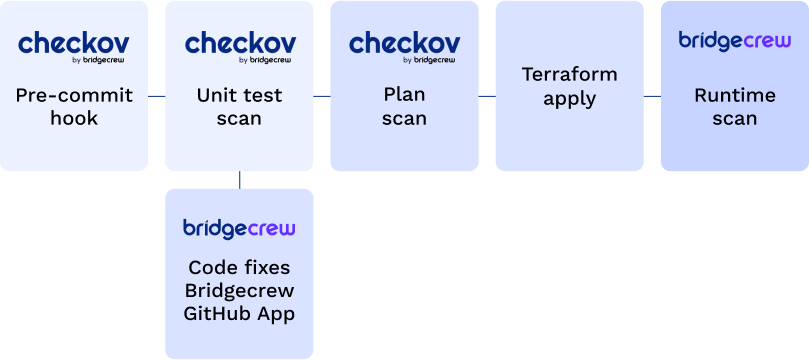 checkov
by bridgecrew
Pre-commit
hook
checkov
by bridgecrew
Unit test
scan
checkov
by bridgecrew
Plan
scan
Terraform
apply
bridgecrew
Runtime
scan
bridgecrew
Code fixes
Bridgecrew
GitHub App